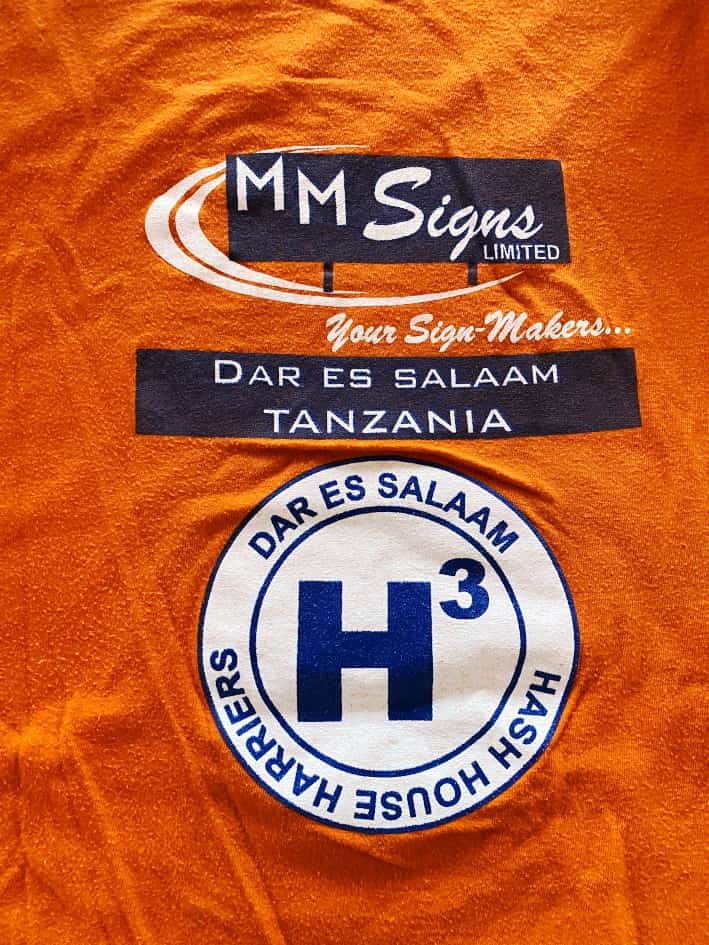 MM Signs
LIMITED
Your Sign-Makers...
DAR ES SALAAM
TANZANIA
DAR ES SALAAM
H³
HASH HOUSE HARRIERS